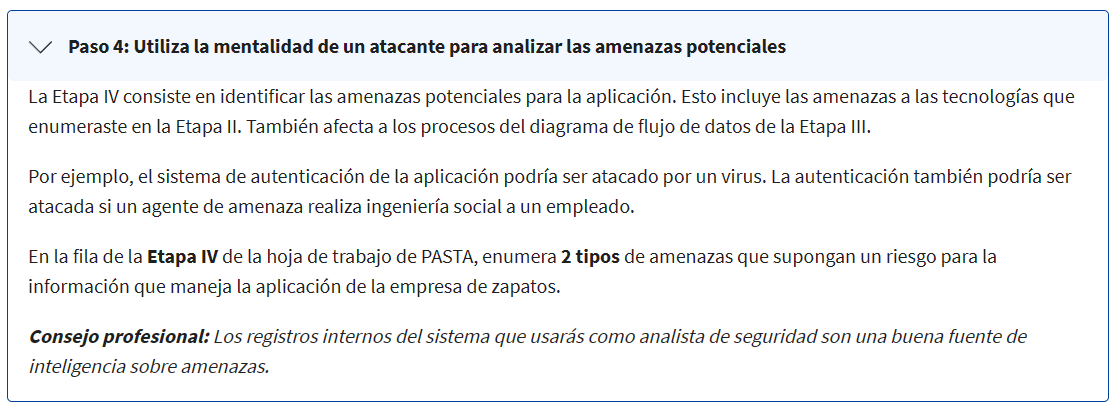 Paso 4: Utiliza la mentalidad de un atacante para analizar las amenazas potenciales
La Etapa IV consiste en identificar las amenazas potenciales para la aplicación. Esto incluye las amenazas a las tecnologías que
enumeraste en la Etapa II. También afecta a los procesos del diagrama de flujo de datos de la Etapa III.
Por ejemplo, el sistema de autenticación de la aplicación podría ser atacado por un virus. La autenticación también podría ser
atacada si un agente de amenaza realiza ingeniería social a un empleado.
En la fila de la Etapa IV de la hoja de trabajo de PASTA, enumera 2 tipos de amenazas que supongan un riesgo para la
información que maneja la aplicación de la empresa de zapatos.
Consejo profesional: Los registros internos del sistema que usarás como analista de seguridad son una buena fuente de
inteligencia sobre amenazas.